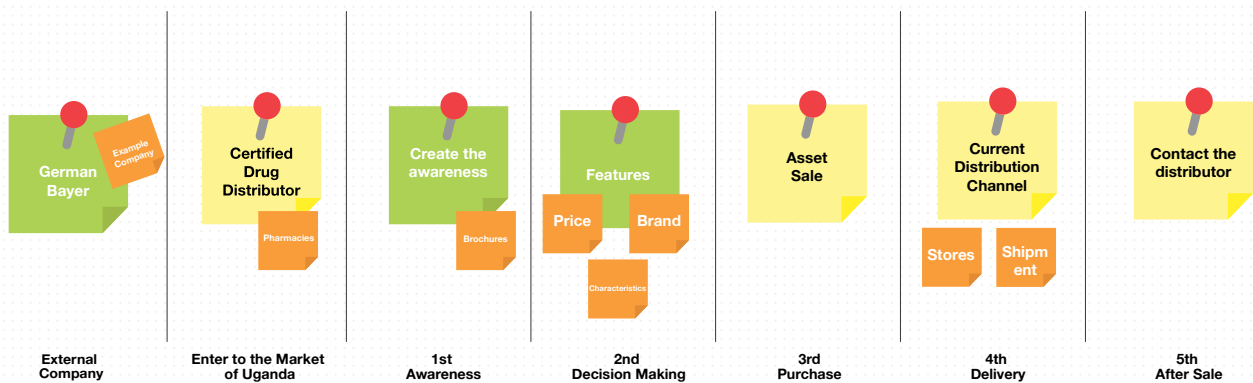 German
Bayer
Example
Company
Certified
Drug
Distributor
Pharmacies
Create the
awareness
Brochures
Features
Price
Brand
Characteristics
Asset
Sale
Current
Distribution
Channel
Stores
Shipm
ent
Contact the
distributor
External
Company
Enter to the Market
of Uganda
1st
Awareness
2nd
Decision Making
3rd
Purchase
4th
Delivery
5th
After Sale